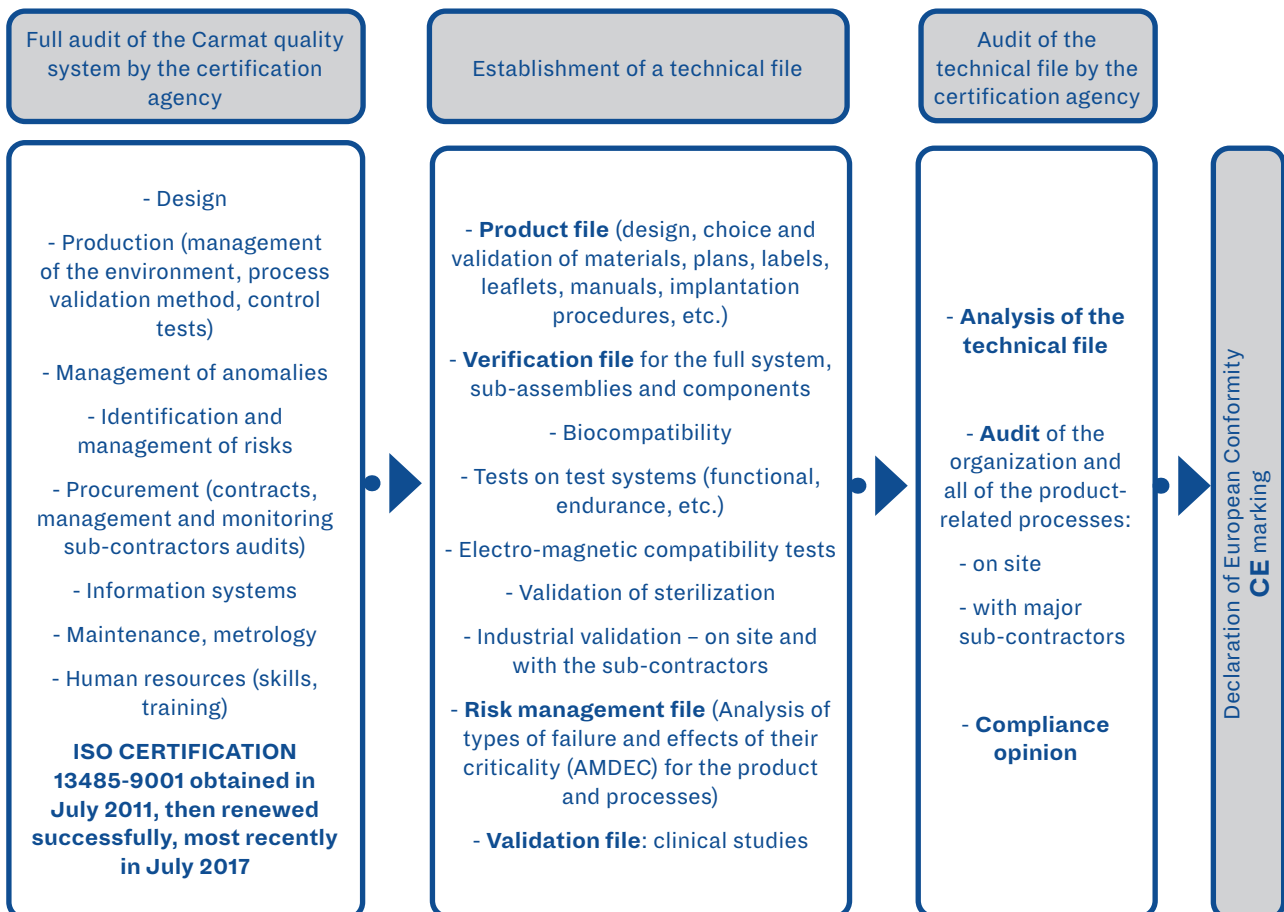 Full audit of the Carmat quality
system by the certification
agency
- Design
- Production (management
of the environment, process
validation method, control
tests)
- Management of anomalies
- Identification and
management of risks
- Procurement (contracts,
management and monitoring
sub-contractors audits)
- Information systems
- Maintenance, metrology
- Human resources (skills,
training)
ISO CERTIFICATION
13485-9001 obtained in
July 2011, then renewed
successfully, most recently
in July 2017
Establishment of a technical file
- Product file (design, choice and
validation of materials, plans, labels,
leaflets, manuals, implantation
procedures, etc.)
- Verification file for the full system,
sub-assemblies and components
- Biocompatibility
- Tests on test systems (functional,
endurance, etc.)
- Electro-magnetic compatibility tests
- Validation of sterilization
- Industrial validation – on site and
with the sub-contractors
- Risk management file (Analysis of
types of failure and effects of their
criticality (AMDEC) for the product
and processes)
- Validation file: clinical studies
Audit of the
technical file by the
certification agency
- Analysis of the
technical file
- Audit of the
organization and
all of the product-
related processes:
- on site
- with major
sub-contractors
- Compliance
opinion
Declaration of European Conformity
CE marking